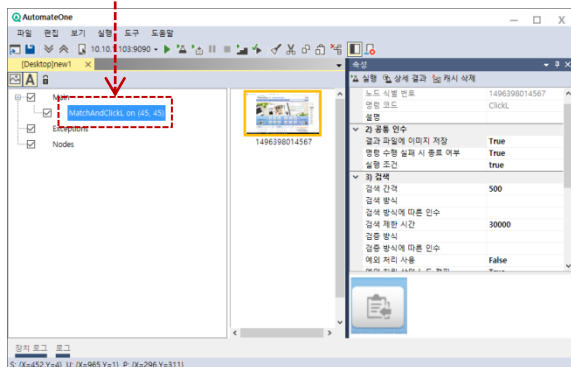 AutomateOne
파일 편집 보기 실행 도구 도움말
10.10.103:9090
[Desktop]new1
Main
MatchAndClickL on (45, 45)
Exceptions
Nodes
1496398014567
속성
실행 상세 결과 캐시 삭제
노드 식별 번호 1496398014567
명령 코드 ClickL
설명
2) 공통 인수
결과 파일에 이미지 저장 True
명령 수행 실패 시 종료 여부 True
실행 조건 true
3) 검색
검색 간격 500
검색 방식
검색 방식에 따른 인수
검색 제한 시간 30000
검증 방식
검증 방식에 따른 인수
예외 처리 사용 False
장치 로그 로그
S: (X=452,Y=4) U: (X=965,Y=1) P: (X=296,Y=311)